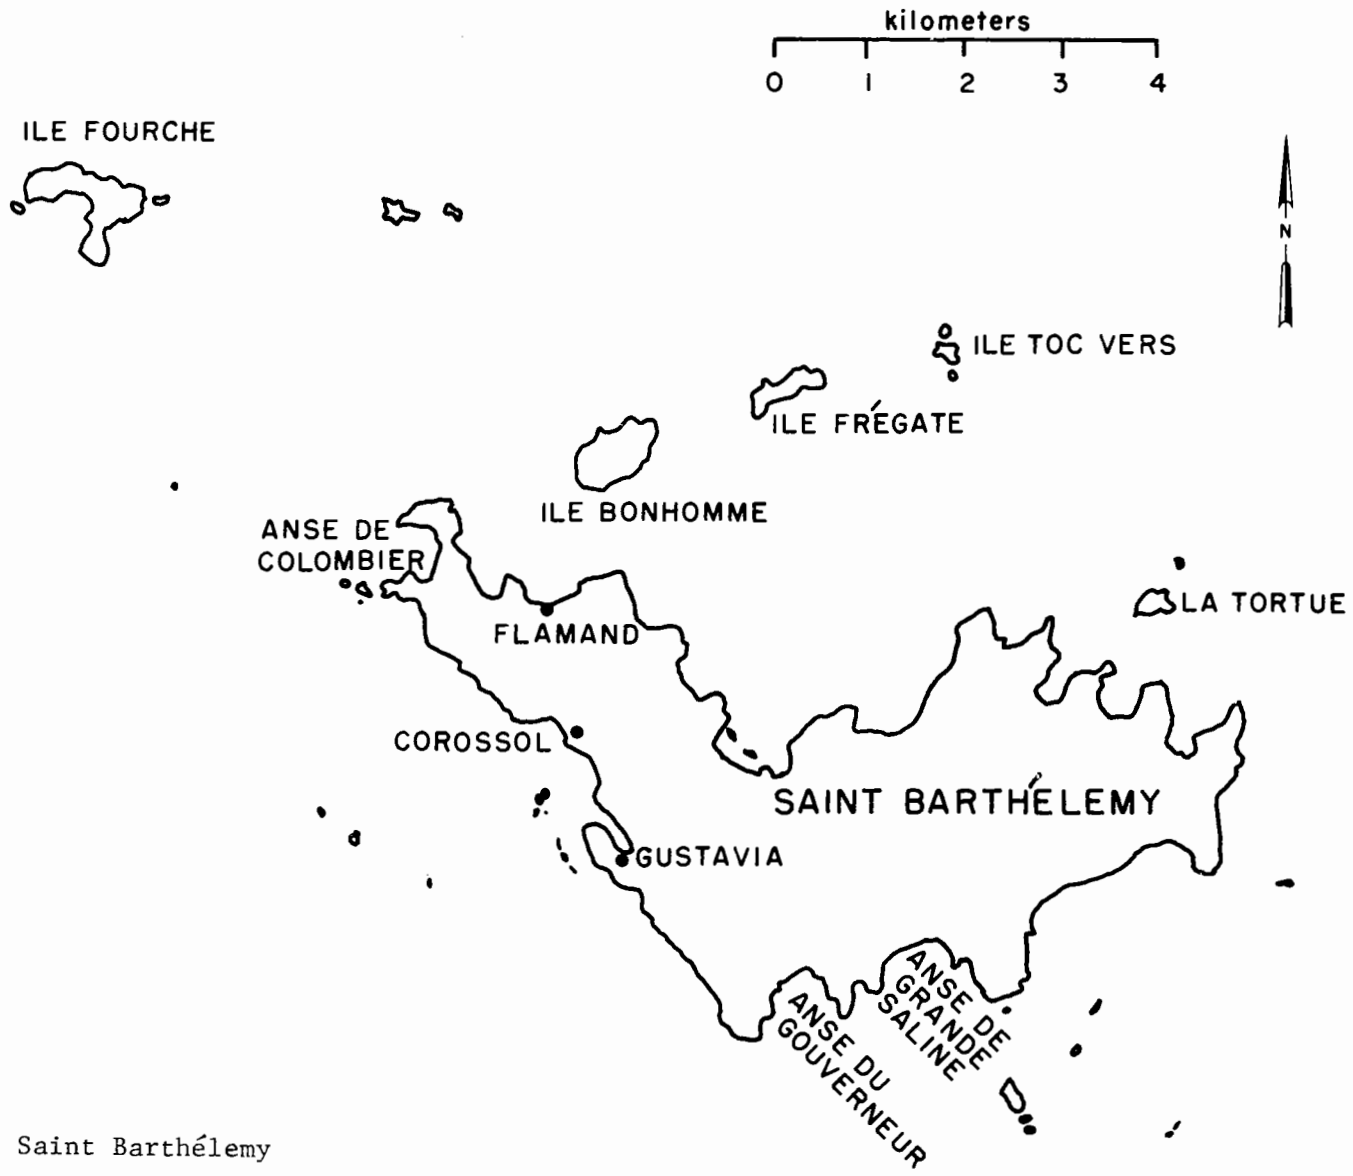 kilometers
0 1 2 3 4
ILE FOURCHE
N
ILE TOC VERS
ILE FRÉGATE
ILE BONHOMME
ANSE DE
COLOMBIER
LA TORTUE
FLAMAND
COROSSOL
SAINT BARTHÉLEMY
GUSTAVIA
ANSE DE
GRANDE
SALINE
ANSE DU
GOUVERNEUR
Saint Barthélemy